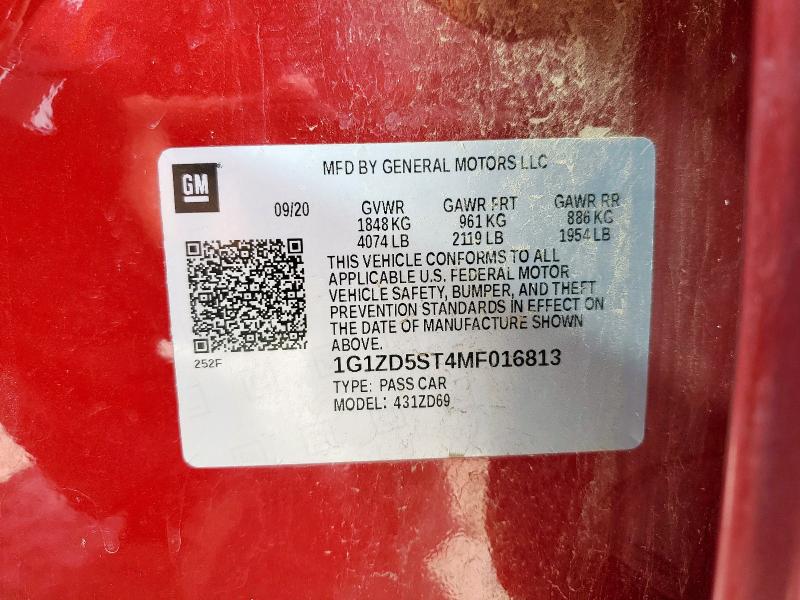 GM
MFD BY GENERAL MOTORS LLC
09/20
GVWR GAWR FRT GAWR RR
1848 KG 961 KG 886 KG
4074 LB 2119 LB 1954 LB
THIS VEHICLE CONFORMS TO ALL
APPLICABLE U.S. FEDERAL MOTOR
VEHICLE SAFETY, BUMPER, AND THEFT
PREVENTION STANDARDS IN EFFECT ON
THE DATE OF MANUFACTURE SHOWN
ABOVE.
252F
1G1ZD5ST4MF016813
TYPE: PASS CAR
MODEL: 431ZD69